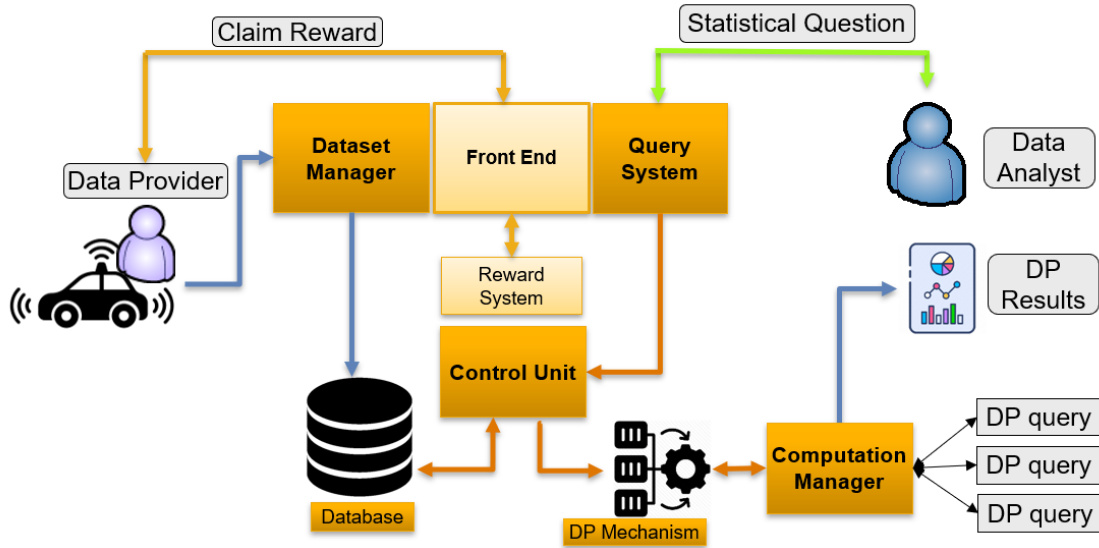 Claim Reward
Statistical Question
Dataset
Manager
Front End
Query
System
Data
Analyst
Data Provider
Reward
System
DP
Results
Control Unit
DP query
Computation
Manager
DP query
DP query
Database
DP Mechanism